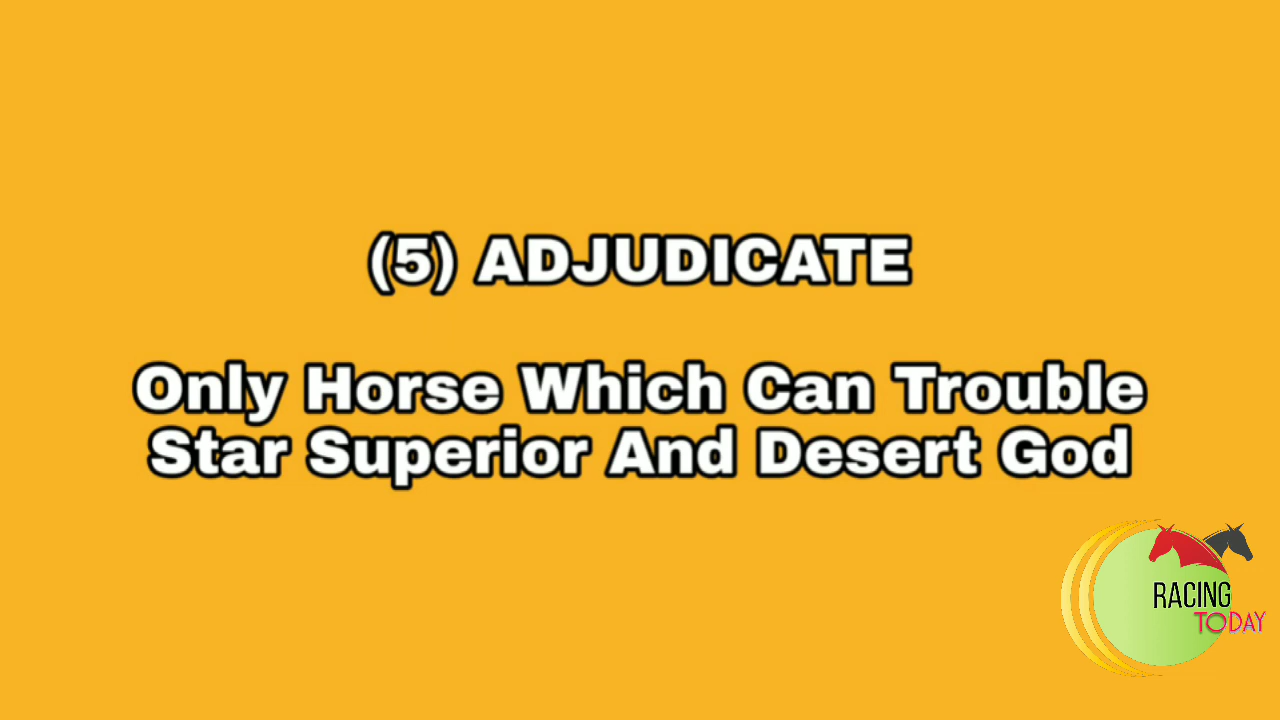 (5) ADJUDICATE
Only Horse Which Can Trouble
Star Superior And Desert God
RACING
TODAY